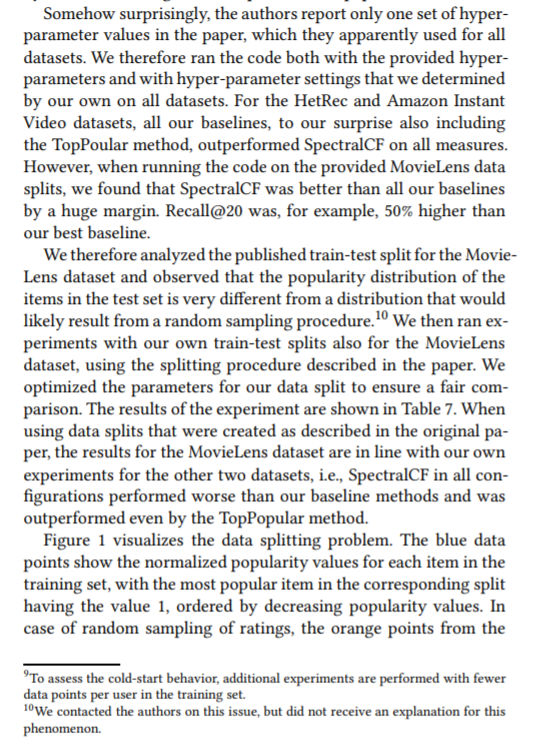 Somehow surprisingly, the authors report only one set of hyper-
parameter values in the paper, which they apparently used for all
datasets. We therefore ran the code both with the provided hyper-
parameters and with hyper-parameter settings that we determined
by our own on all datasets. For the HetRec and Amazon Instant
Video datasets, all our baselines, to our surprise also including
the TopPoular method, outperformed SpectralCF on all measures.
However, when running the code on the provided MovieLens data
splits, we found that SpectralCF was better than all our baselines
by a huge margin. Recall@20 was, for example, 50% higher than
our best baseline.
We therefore analyzed the published train-test split for the Movie-
Lens dataset and observed that the popularity distribution of the
items in the test set is very different from a distribution that would
likely result from a random sampling procedure.10 We then ran ex-
periments with our own train-test splits also for the MovieLens
dataset, using the splitting procedure described in the paper. We
optimized the parameters for our data split to ensure a fair com-
parison. The results of the experiment are shown in Table 7. When
using data splits that were created as described in the original pa-
per, the results for the MovieLens dataset are in line with our own
experiments for the other two datasets, i.e., SpectralCF in all con-
figurations performed worse than our baseline methods and was
outperformed even by the TopPopular method.
Figure 1 visualizes the data splitting problem. The blue data
points show the normalized popularity values for each item in the
training set, with the most popular item in the corresponding split
having the value 1, ordered by decreasing popularity values. In
case of random sampling of ratings, the orange points from the
9To assess the cold-start behavior, additional experiments are performed with fewer
data points per user in the training set.
10We contacted the authors on this issue, but did not receive an explanation for this
phenomenon.